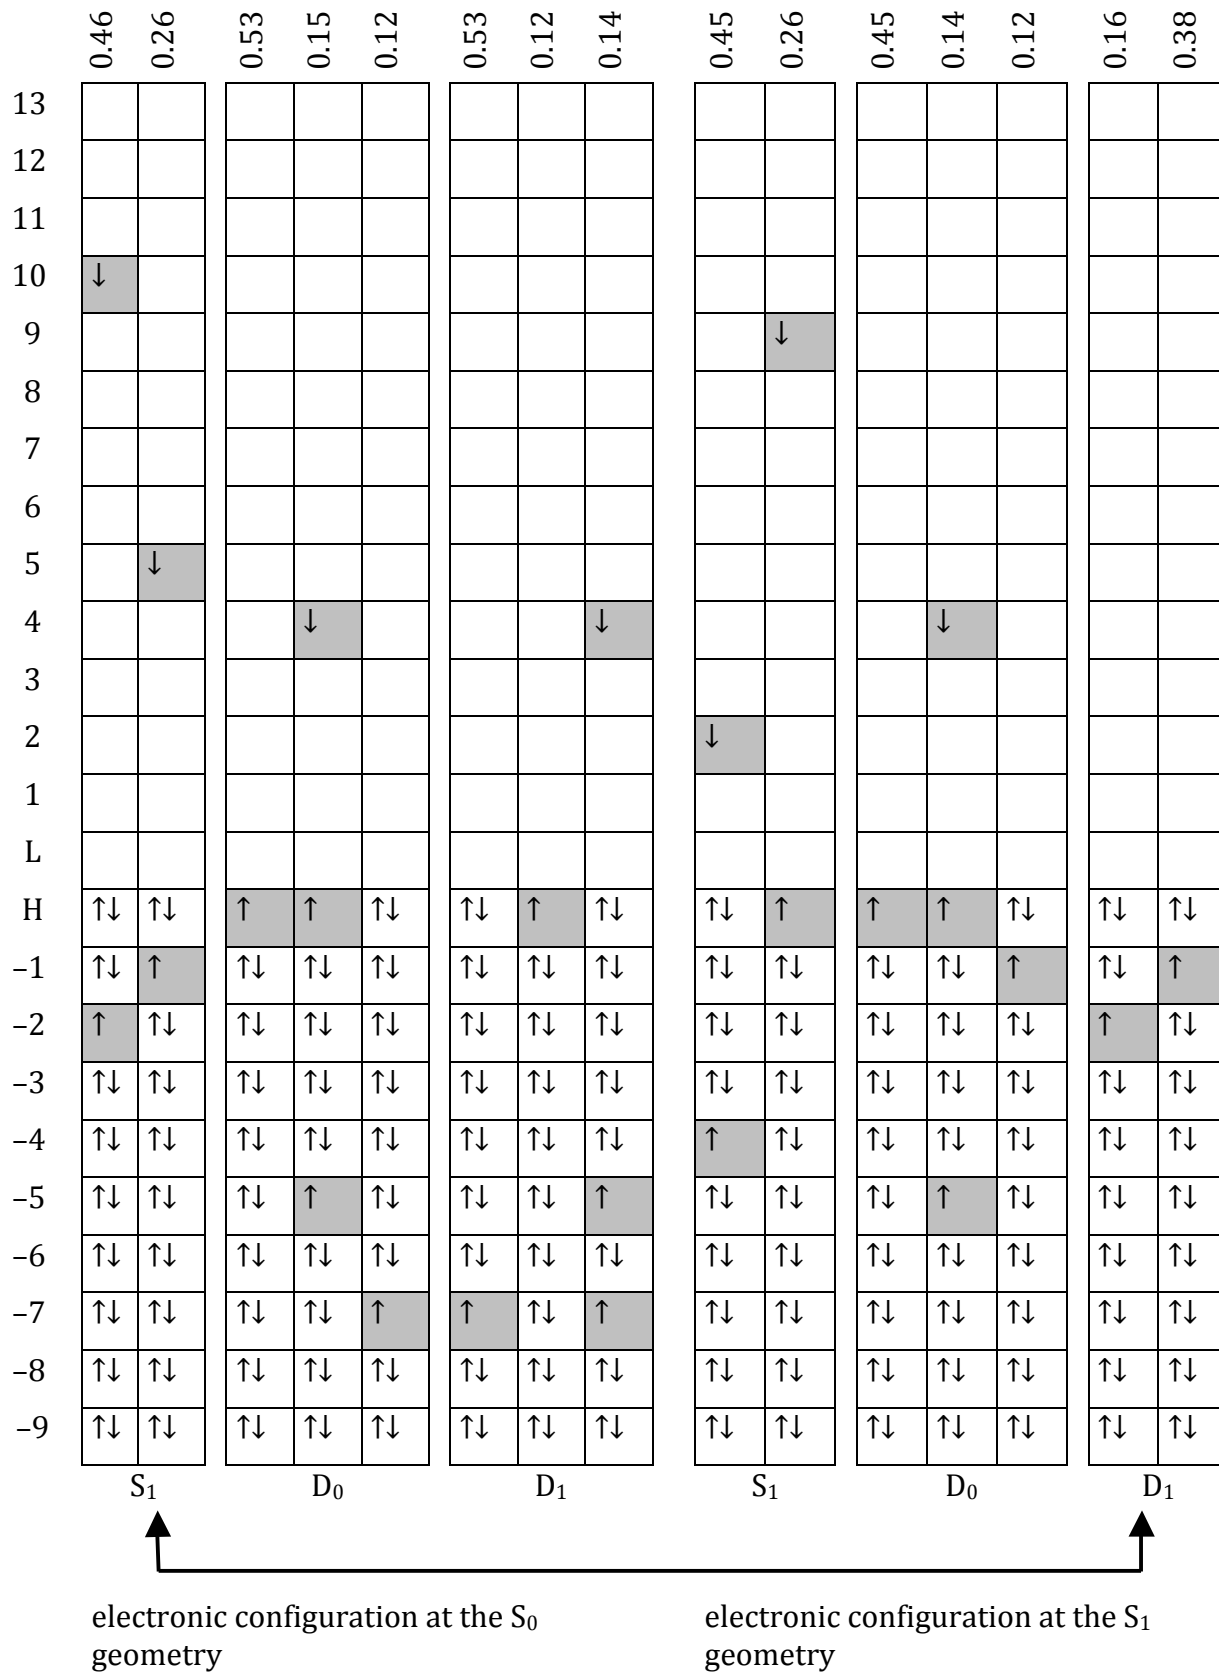 0.46 0.26 0.53 0.15 0.12 0.53 0.12 0.14 0.45 0.26 0.45 0.14 0.12 0.16 0.38
13
12
11
10 ↓
9 ↓
8
7
6
5 ↓
4 ↓ ↓ ↓
3
2 ↓
1
L
H ↑↓ ↑↓ ↑ ↑ ↑↓ ↑↓ ↑ ↑↓ ↑↓ ↑ ↑ ↑ ↑↓ ↑↓ ↑↓
–1 ↑↓ ↑ ↑↓ ↑↓ ↑↓ ↑↓ ↑↓ ↑↓ ↑↓ ↑↓ ↑↓ ↑↓ ↑ ↑↓ ↑
–2 ↑ ↑↓ ↑↓ ↑↓ ↑↓ ↑↓ ↑↓ ↑↓ ↑↓ ↑↓ ↑↓ ↑↓ ↑↓ ↑ ↑↓
–3 ↑↓ ↑↓ ↑↓ ↑↓ ↑↓ ↑↓ ↑↓ ↑↓ ↑↓ ↑↓ ↑↓ ↑↓ ↑↓ ↑↓ ↑↓
–4 ↑↓ ↑↓ ↑↓ ↑↓ ↑↓ ↑↓ ↑↓ ↑↓ ↑ ↑↓ ↑↓ ↑↓ ↑↓ ↑↓ ↑↓
–5 ↑↓ ↑↓ ↑↓ ↑ ↑↓ ↑↓ ↑↓ ↑ ↑↓ ↑↓ ↑↓ ↑ ↑↓ ↑↓ ↑↓
–6 ↑↓ ↑↓ ↑↓ ↑↓ ↑↓ ↑↓ ↑↓ ↑↓ ↑↓ ↑↓ ↑↓ ↑↓ ↑↓ ↑↓ ↑↓
–7 ↑↓ ↑↓ ↑↓ ↑↓ ↑ ↑ ↑↓ ↑ ↑↓ ↑↓ ↑↓ ↑↓ ↑↓ ↑↓ ↑↓
–8 ↑↓ ↑↓ ↑↓ ↑↓ ↑↓ ↑↓ ↑↓ ↑↓ ↑↓ ↑↓ ↑↓ ↑↓ ↑↓ ↑↓ ↑↓
–9 ↑↓ ↑↓ ↑↓ ↑↓ ↑↓ ↑↓ ↑↓ ↑↓ ↑↓ ↑↓ ↑↓ ↑↓ ↑↓ ↑↓ ↑↓
S₁ D₀ D₁ S₁ D₀ D₁
electronic configuration at the S₀
geometry
electronic configuration at the S₁
geometry